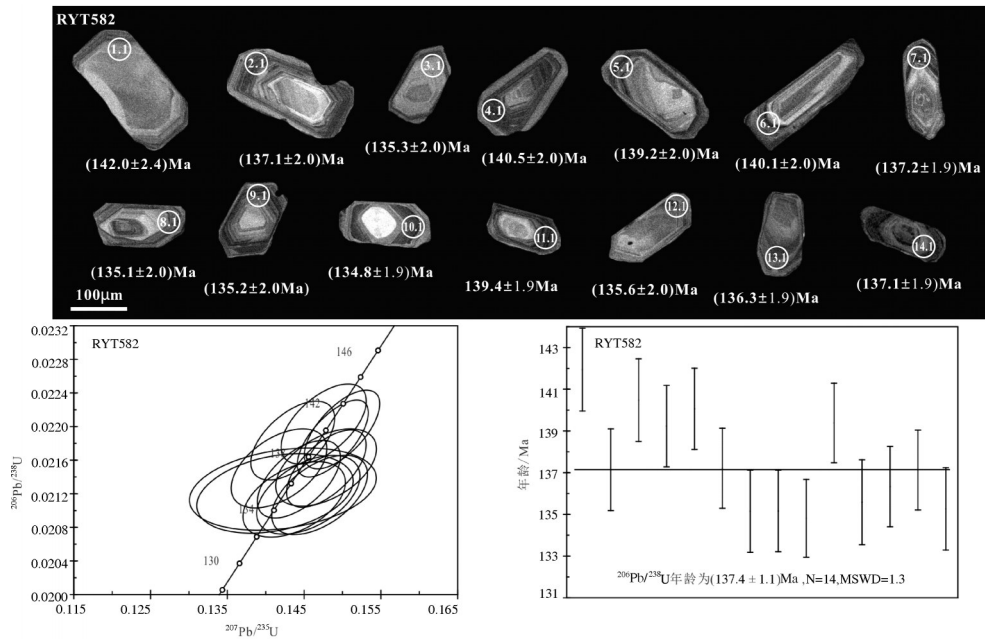 RYT582
1.1
2.1
3.1
4.1
5.1
6.1
7.1
(142.0±2.4)Ma
(137.1±2.0)Ma
(135.3±2.0)Ma
(140.5±2.0)Ma
(139.2±2.0)Ma
(140.1±2.0)Ma
(137.2±1.9)Ma
8.1
9.1
10.1
11.1
12.1
13.1
14.1
(135.1±2.0)Ma
(135.2±2.0Ma)
(134.8±1.9)Ma
139.4±1.9Ma
(135.6±2.0)Ma
(136.3±1.9)Ma
(137.1±1.9)Ma
100μm
RYT582
0.0232
0.0228
0.0224
0.0220
0.0216
0.0212
0.0208
0.0204
0.0200
²⁰⁶Pb/²³⁸U
146
142
134
130
0.115
0.125
0.135
0.145
0.155
0.165
²⁰⁷Pb/²³⁵U
RYT582
143
141
139
137
135
133
131
年龄/Ma
²⁰⁶Pb/²³⁸U年龄为(137.4±1.1)Ma,N=14,MSWD=1.3